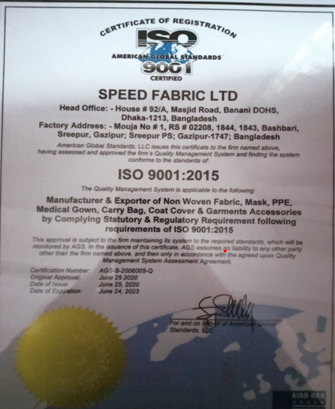 CERTIFICATE OF REGISTRATION
ISO
AMERICAN GLOBAL STANDARDS
9001
CERTIFIED
SPEED FABRIC LTD
Head Office: - House # 92/A, Masjid Road, Banani DOHS,
Dhaka-1213, Bangladesh
Factory Address: - Mouja No # 1, RS # 02208, 1844, 1843, Bashbari,
Sreepur, Gazipur; Sreepur PS; Gazipur-1747; Bangladesh
American Global Standards, LLC issues this certificate to the firm named above,
having assessed and approved the firm's Quality Management System and finding the system
conforms to the standards of:
ISO 9001:2015
The Quality Management System is applicable to the following:
Manufacturer & Exporter of Non Woven Fabric, Mask, PPE,
Medical Gown, Carry Bag, Coat Cover & Garments Accessories
by Complying Statutory & Regulatory Requirement following
requirements of ISO 9001:2015
This approval is subject to the firm maintaining its system to the required standards, which will be
monitored by AGS. In the issuance of this certificate, AGS assumes no liability to any other party
other than the firm named above, and then only in accordance with the agreed upon Quality
Management System Assessment Agreement.
Certification Number: AGS-B-2006005-Q
Original Approval: June 25 2020
Date of Issue June 25, 2020
Date of Expiration: June 24, 2023
For and on Behalf of American
Standards, LLC